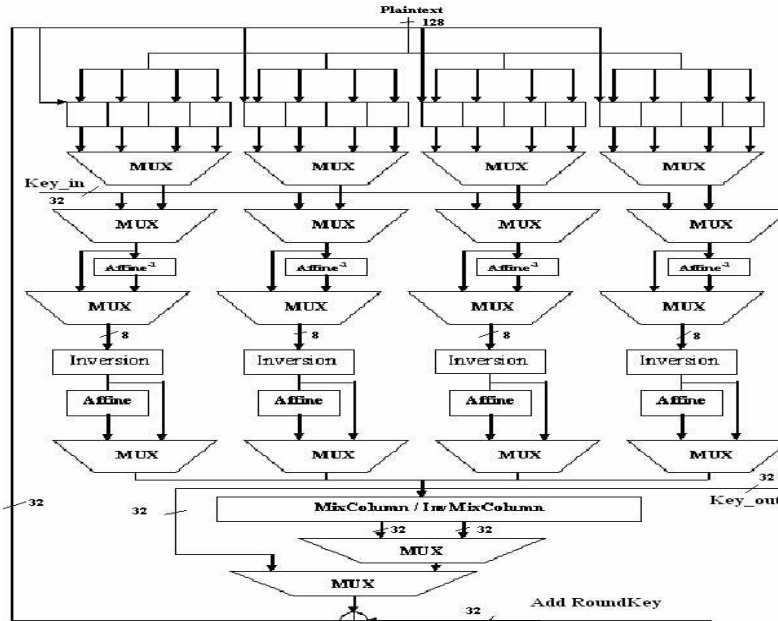 Plaintext
128
MUX MUX MUX MUX
Key_in
32
MUX MUX MUX MUX
Affine-1 Affine-1 Affine-1 Affine-1
MUX MUX MUX MUX
8 8 8 8
Inversion Inversion Inversion Inversion
Affine Affine Affine Affine
MUX MUX MUX MUX
32
Key_out
32 32
MixColumn / InvMixColumn
32 32
MUX
MUX
Add RoundKey
32